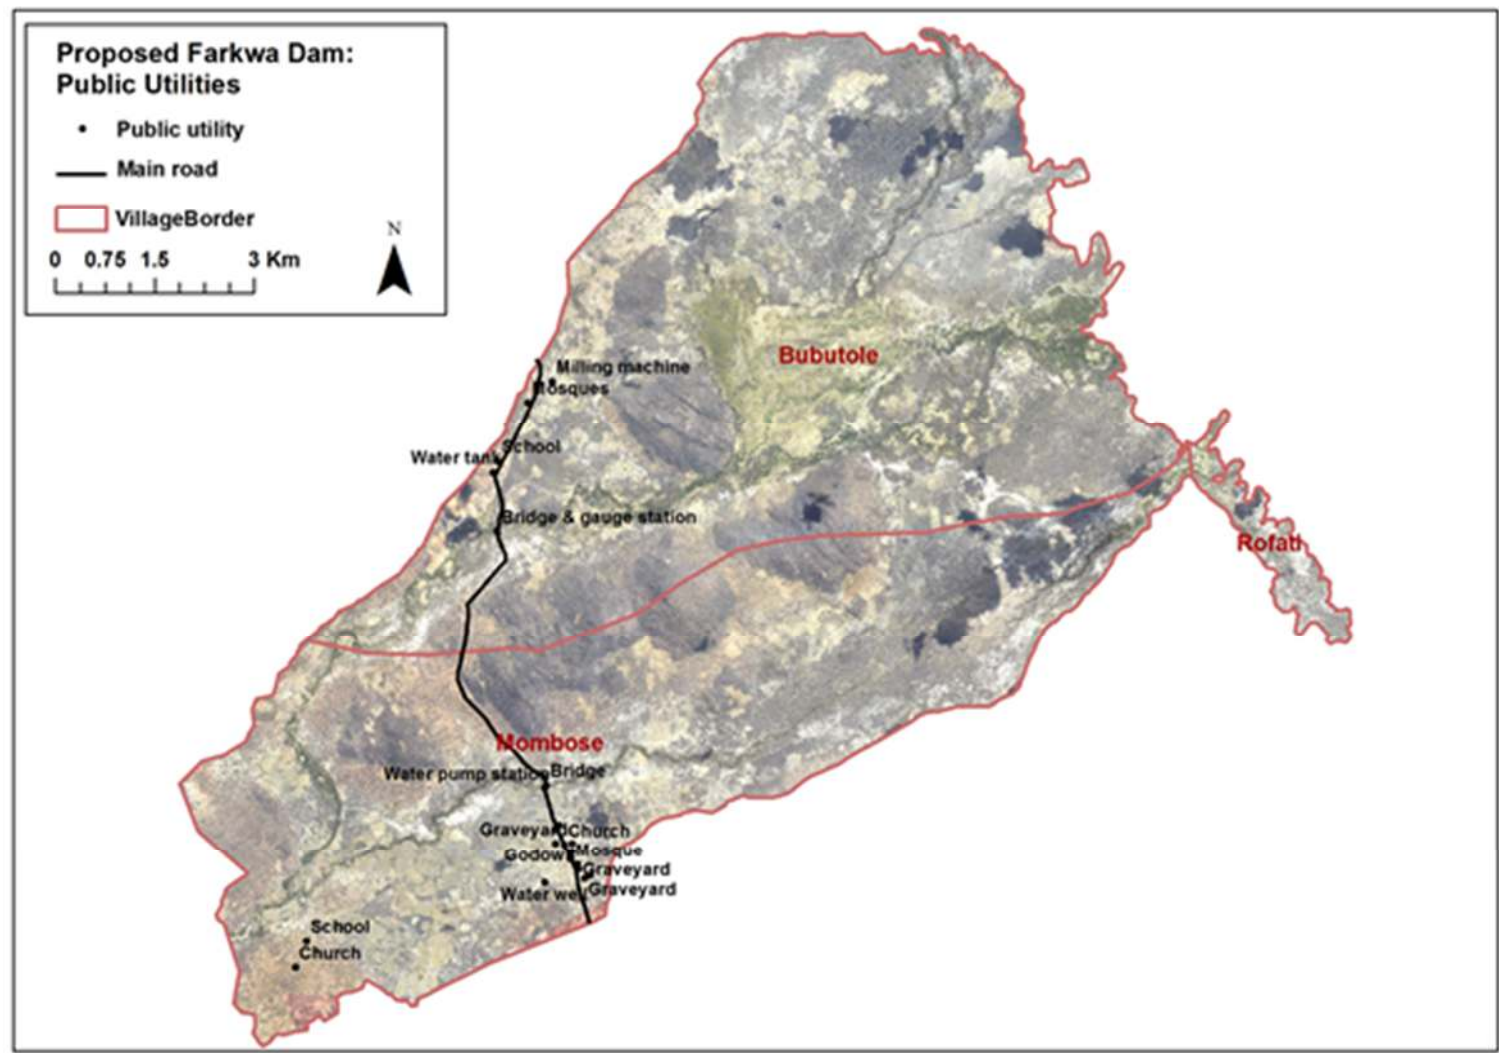 Proposed Farkwa Dam:
Public Utilities
Public utility
Main road
VillageBorder
N
0 0.75 1.5 3 Km
Bubutole
Milling machine
Mosques
School
Water tank
Bridge & gauge station
Rofati
Mombose
Water pump station
Bridge
Graveyard
Church
Godown
Mosque
Graveyard
Water well
Graveyard
School
Church